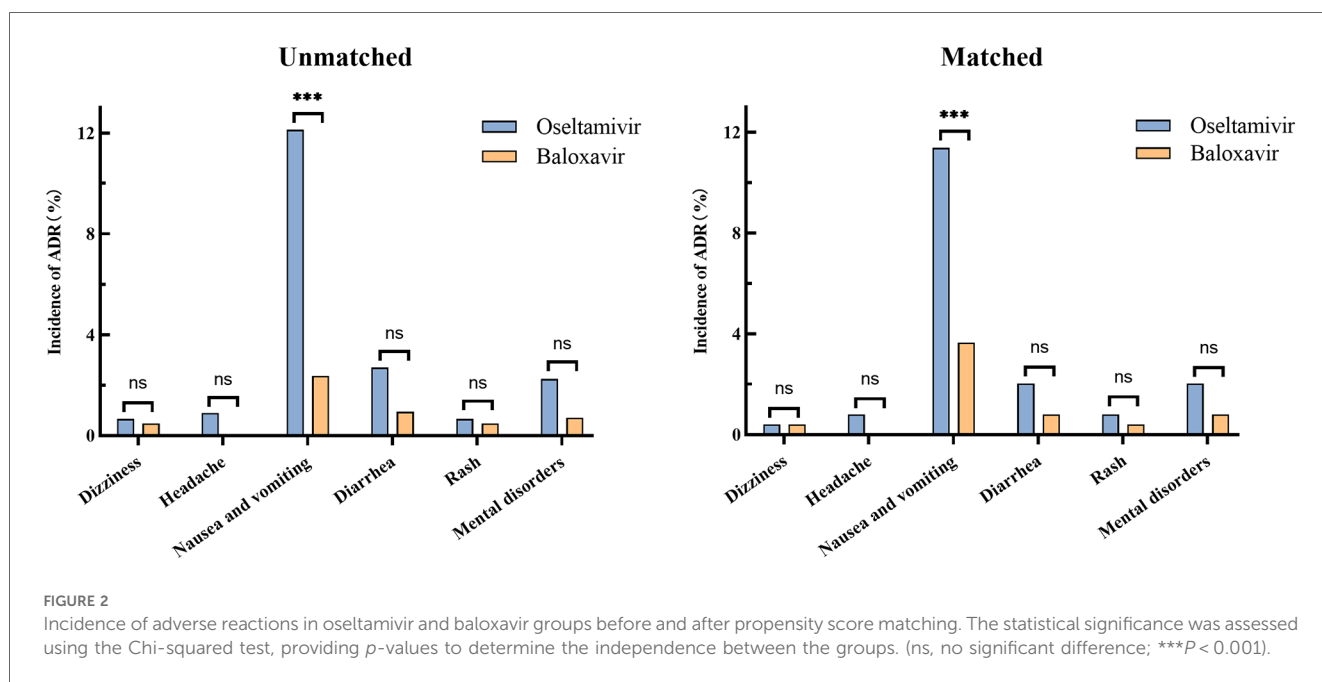 Unmatched
***
Oseltamivir
Baloxavir
12
8
4
0
Incidence of ADR ( %)
ns
ns
ns
ns
ns
Dizziness
Headache
Nausea and vomiting
Diarrhea
Rash
Mental disorders
Matched
***
Oseltamivir
Baloxavir
12
8
4
0
Incidence of ADR ( %)
ns
ns
ns
ns
ns
Dizziness
Headache
Nausea and vomiting
Diarrhea
Rash
Mental disorders
FIGURE 2
Incidence of adverse reactions in oseltamivir and baloxavir groups before and after propensity score matching. The statistical significance was assessed
using the Chi-squared test, providing p-values to determine the independence between the groups. (ns, no significant difference; ***P < 0.001).